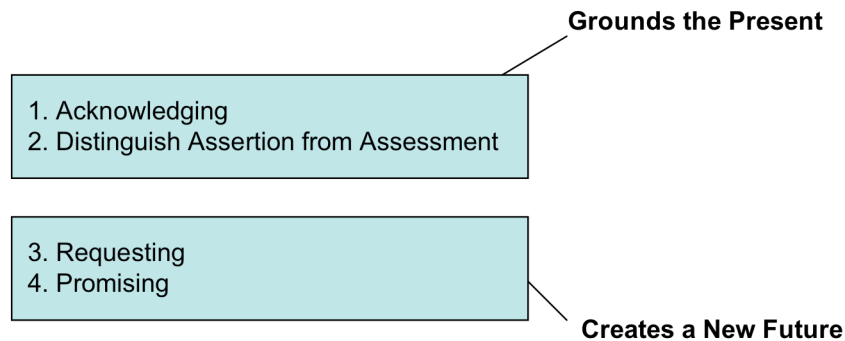 Grounds the Present
1. Acknowledging
2. Distinguish Assertion from Assessment
3. Requesting
4. Promising
Creates a New Future